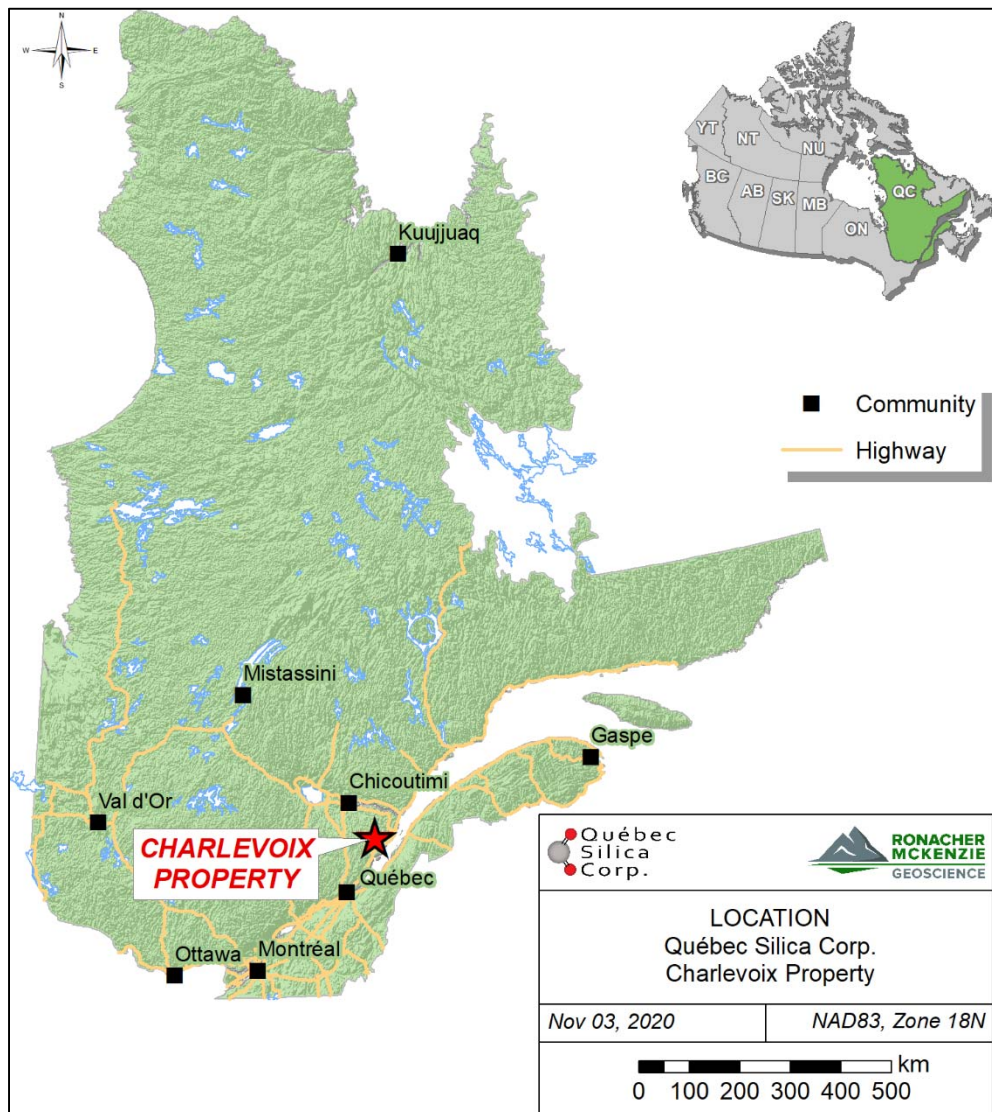 N
W E
S
YT
NT
NU
BC
AB
SK
MB
ON
QC
Kuujjuaq
Community
Highway
Mistassini
Gaspe
Chicoutimi
Val d'Or
CHARLEVOIX
PROPERTY
Québec
Ottawa
Montréal
Québec
Silica
Corp.
RONACHER
MCKENZIE
GEOSCIENCE
LOCATION
Québec Silica Corp.
Charlevoix Property
Nov 03, 2020
NAD83, Zone 18N
km
0 100 200 300 400 500